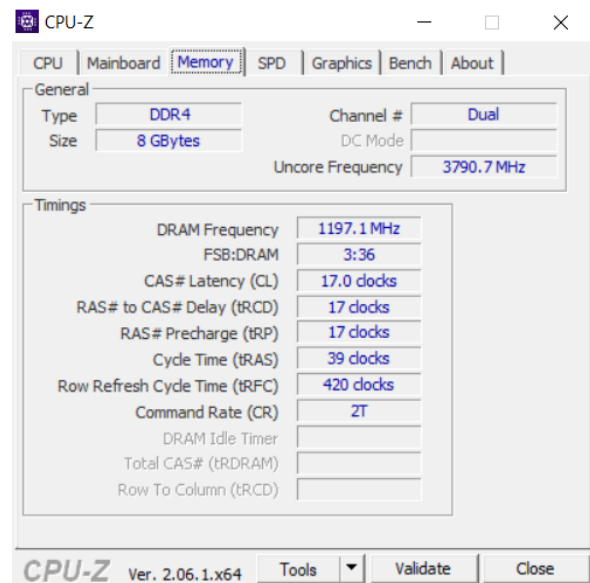 CPU-Z
CPU Mainboard Memory SPD Graphics Bench About
General
Type DDR4 Channel # Dual
Size 8 GBytes DC Mode
Uncore Frequency 3790.7 MHz
Timings
DRAM Frequency 1197.1 MHz
FSB:DRAM 3:36
CAS# Latency (CL) 17.0 clocks
RAS# to CAS# Delay (tRCD) 17 clocks
RAS# Precharge (tRP) 17 clocks
Cycle Time (tRAS) 39 clocks
Row Refresh Cycle Time (tRFC) 420 clocks
Command Rate (CR) 2T
DRAM Idle Timer
Total CAS# (tRDRAM)
Row To Column (tRCD)
CPU-Z Ver. 2.06.1.x64 Tools Validate Close